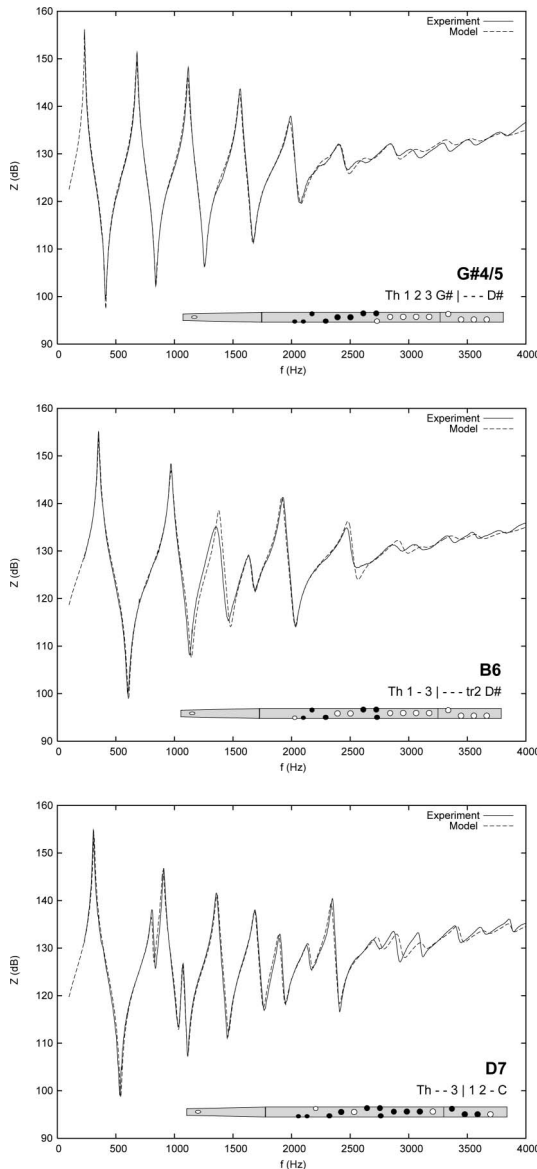 160
Experiment
Model
150
140
130
120
110
100
90
Z (dB)
G#4/5
Th 1 2 3 G# | - - - D#
0 500 1000 1500 2000 2500 3000 3500 4000
f (Hz)
160
Experiment
Model
150
140
130
120
110
100
90
Z (dB)
B6
Th 1 - 3 | - - - tr2 D#
0 500 1000 1500 2000 2500 3000 3500 4000
f (Hz)
160
Experiment
Model
150
140
130
120
110
100
90
Z (dB)
D7
Th - - 3 | 1 2 - C
0 500 1000 1500 2000 2500 3000 3500 4000
f (Hz)